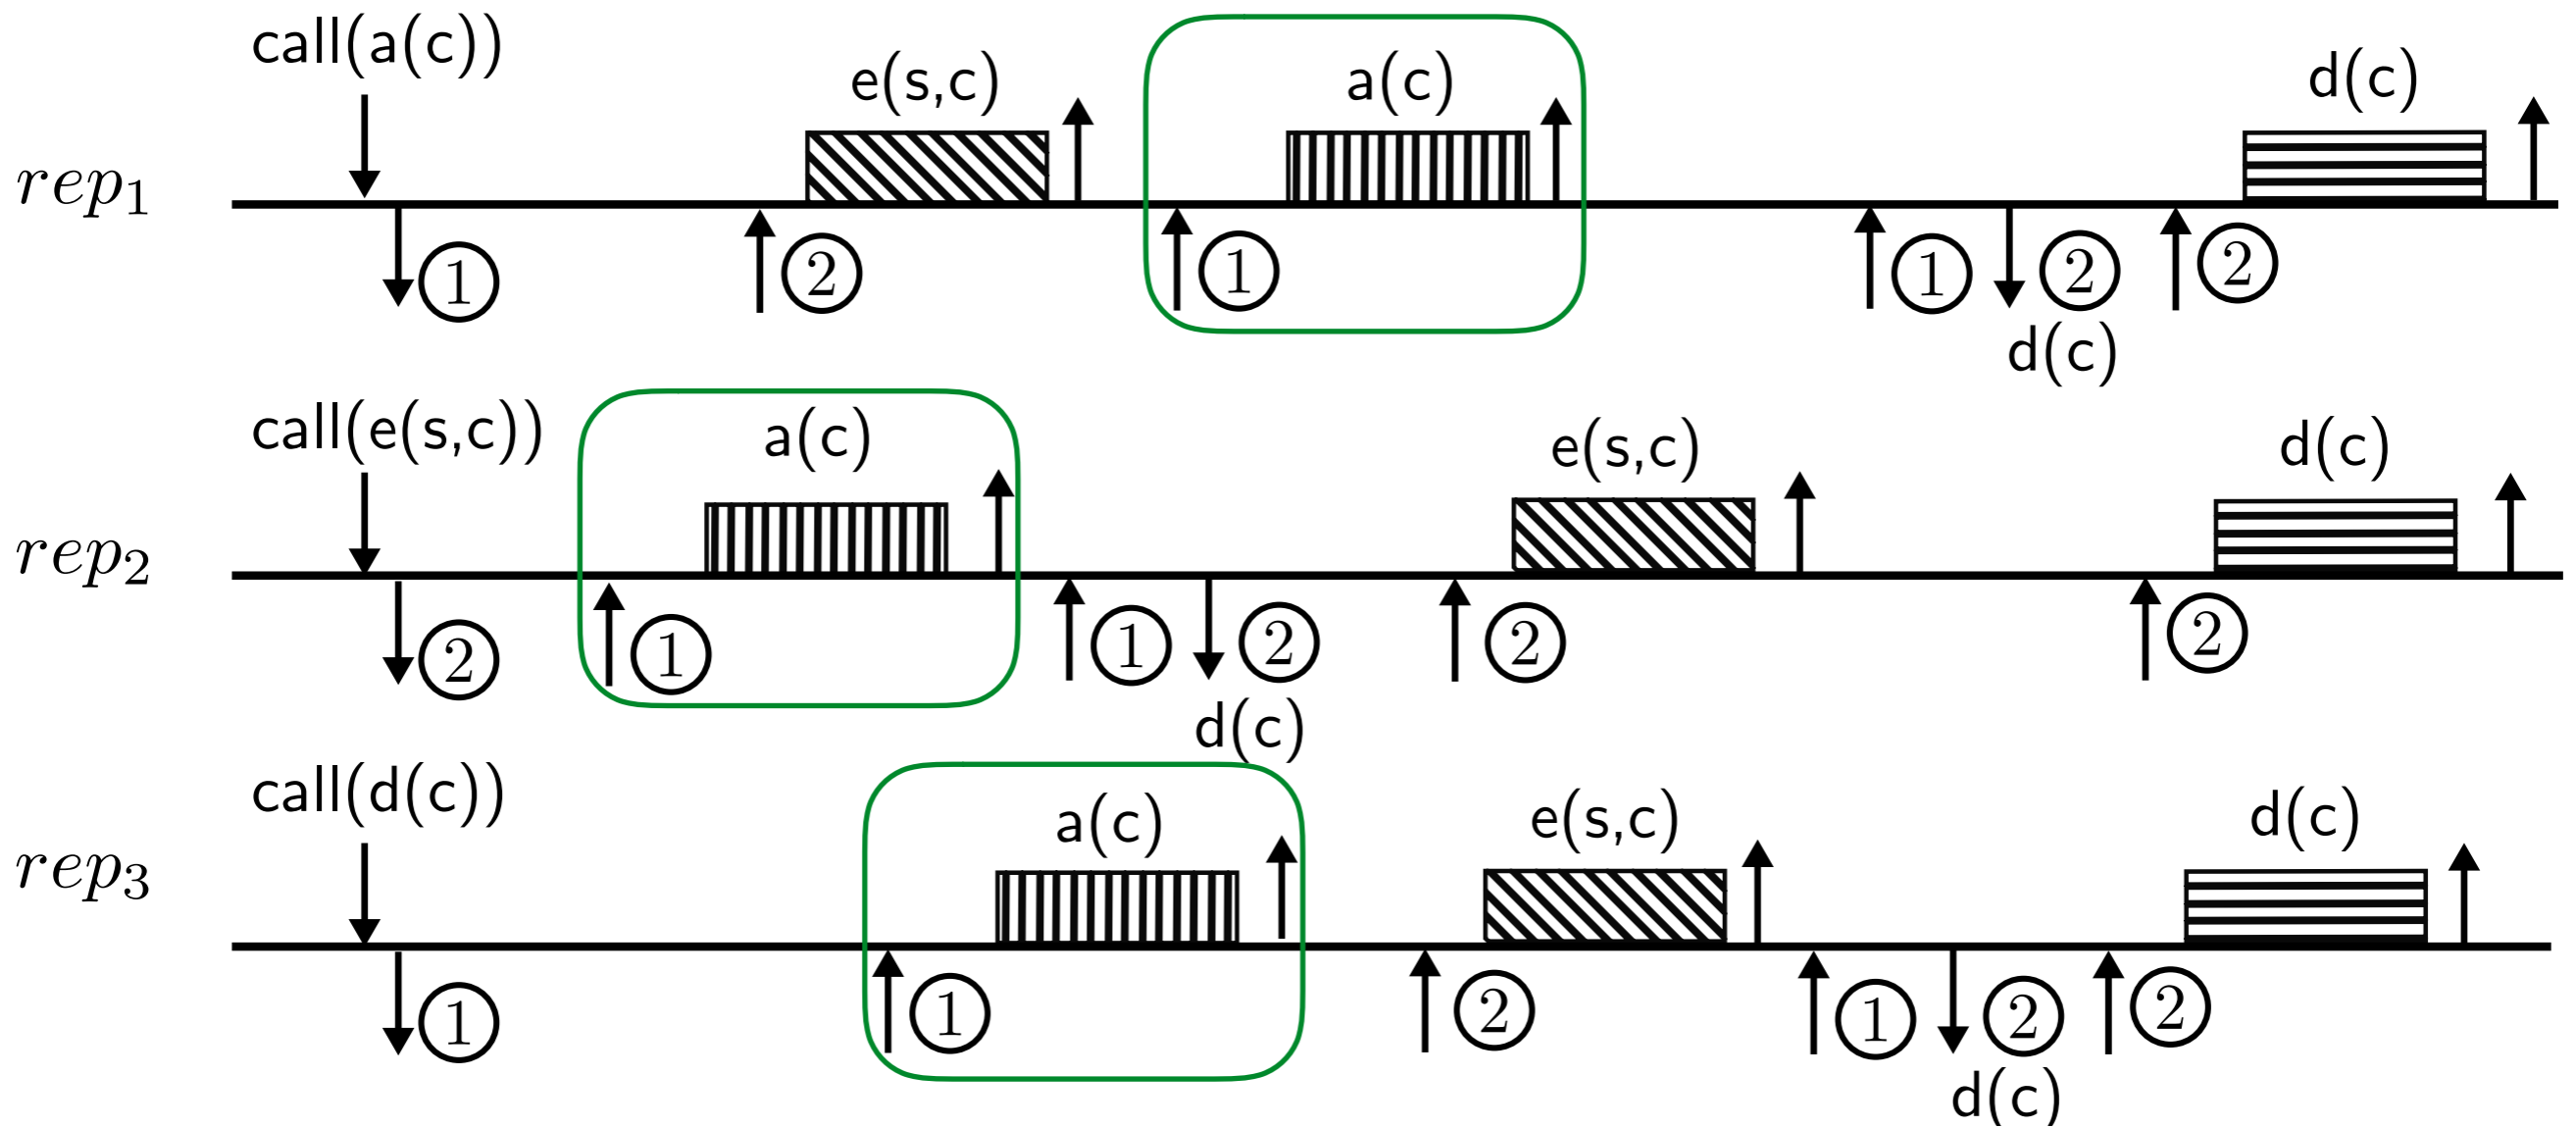 call(a(c))
e(s,c) a(c) d(c)
rep₁
① ② ① ① ② ②
d(c)
call(e(s,c)) a(c) e(s,c) d(c)
rep₂
② ① ① ② ② ②
d(c)
call(d(c)) a(c) e(s,c) d(c)
rep₃
① ① ② ① ② ②
d(c)